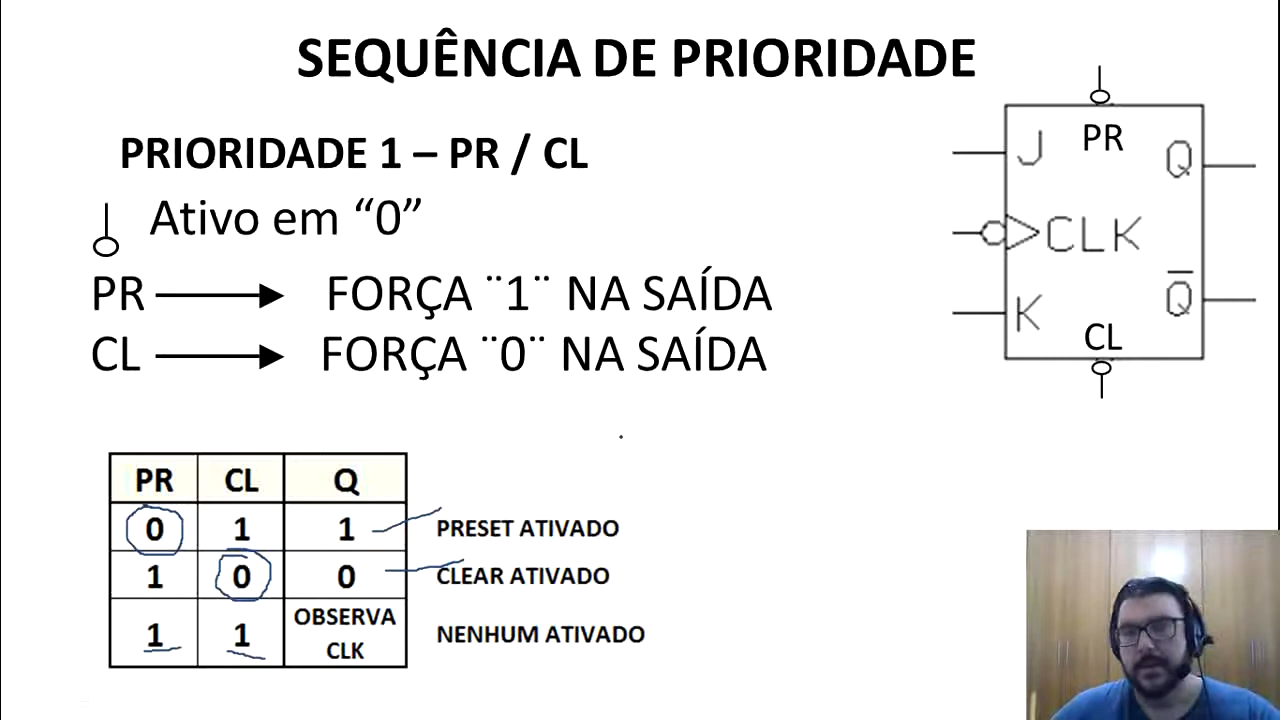 SEQUÊNCIA DE PRIORIDADE
PRIORIDADE 1 – PR / CL
Ativo em “0”
PR FORÇA ¨1¨ NA SAÍDA
CL FORÇA ¨0¨ NA SAÍDA
J PR Q
CLK
K CL Q̅
PR CL Q
0 1 1 PRESET ATIVADO
1 0 0 CLEAR ATIVADO
1 1 OBSERVA CLK NENHUM ATIVADO